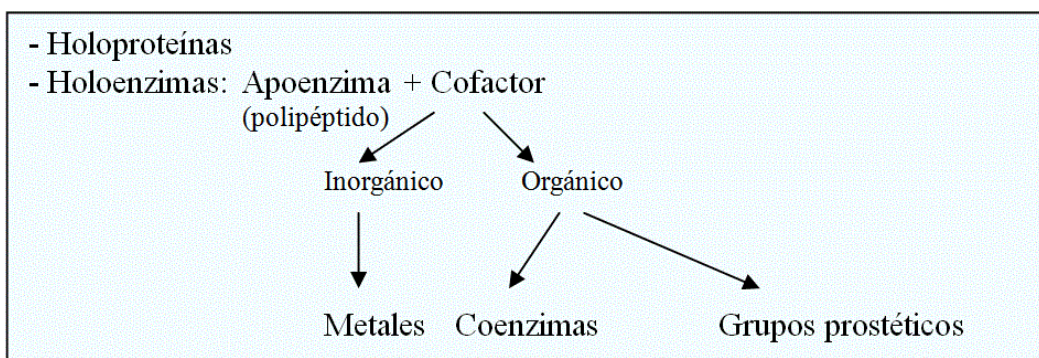 - Holoproteínas
- Holoenzimas: Apoenzima + Cofactor
(polipéptido)
Inorgánico Orgánico
Metales Coenzimas Grupos prostéticos